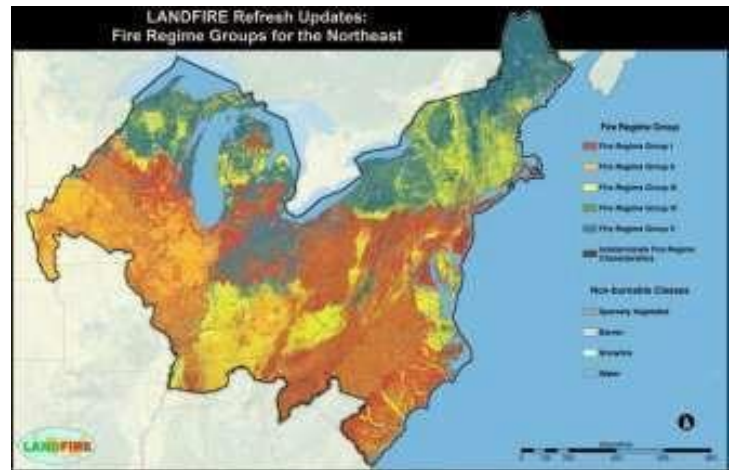 LANDFIRE Refresh Updates:
Fire Regime Groups for the Northeast
Fire Regime Group
Fire Regime Group I
Fire Regime Group II
Fire Regime Group III
Fire Regime Group IV
Fire Regime Group V
Indeterminate Fire Regime
Characteristics
Non-burnable Classes
Sparsely Vegetated
Barren
Snow/Ice
Water
LANDFIRE